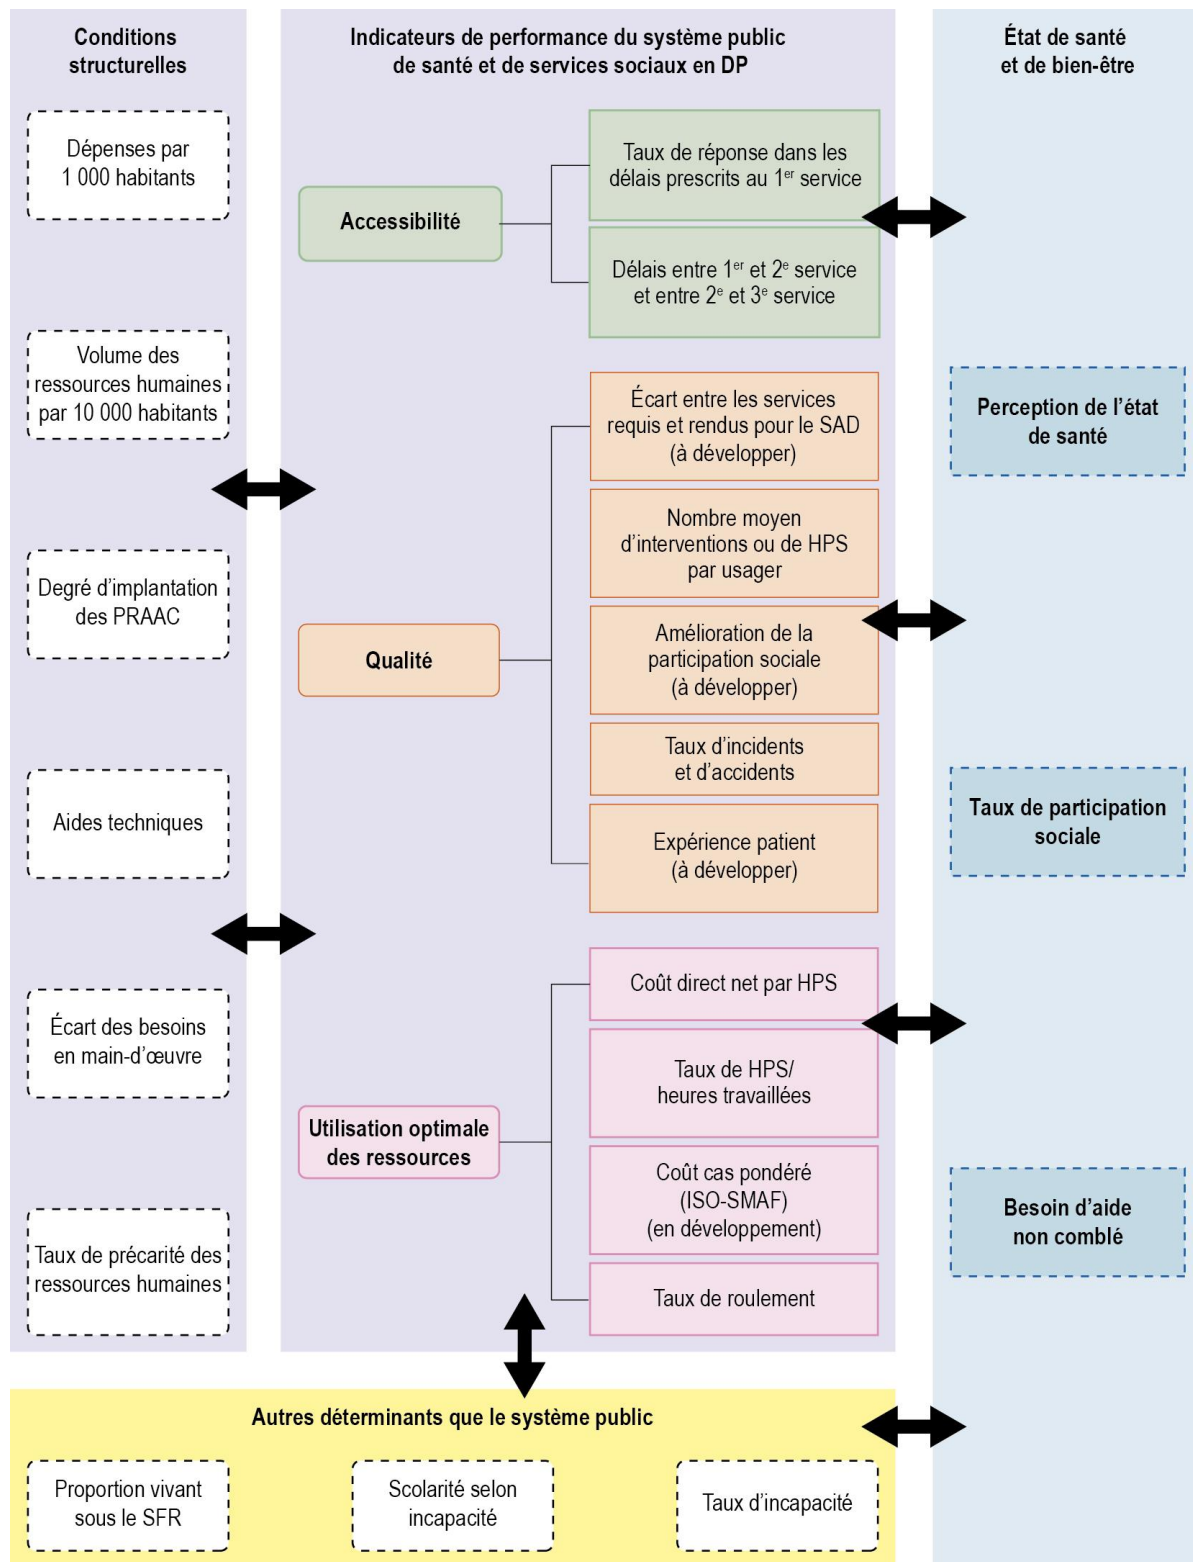 Conditions
structurelles
Dépenses par
1 000 habitants
Volume des
ressources humaines
par 10 000 habitants
Degré d’implantation
des PRAAC
Aides techniques
Écart des besoins
en main-d’œuvre
Taux de précarité des
ressources humaines
Indicateurs de performance du système public
de santé et de services sociaux en DP
Accessibilité
Taux de réponse dans les
délais prescrits au 1er service
Délais entre 1er et 2e service
et entre 2e et 3e service
Qualité
Écart entre les services
requis et rendus pour le SAD
(à développer)
Nombre moyen
d’interventions ou de HPS
par usager
Amélioration de la
participation sociale
(à développer)
Taux d’incidents
et d’accidents
Expérience patient
(à développer)
Utilisation optimale
des ressources
Coût direct net par HPS
Taux de HPS/
heures travaillées
Coût cas pondéré
(ISO-SMAF)
(en développement)
Taux de roulement
État de santé
et de bien-être
Perception de l’état
de santé
Taux de participation
sociale
Besoin d’aide
non comblé
Autres déterminants que le système public
Proportion vivant
sous le SFR
Scolarité selon
incapacité
Taux d’incapacité